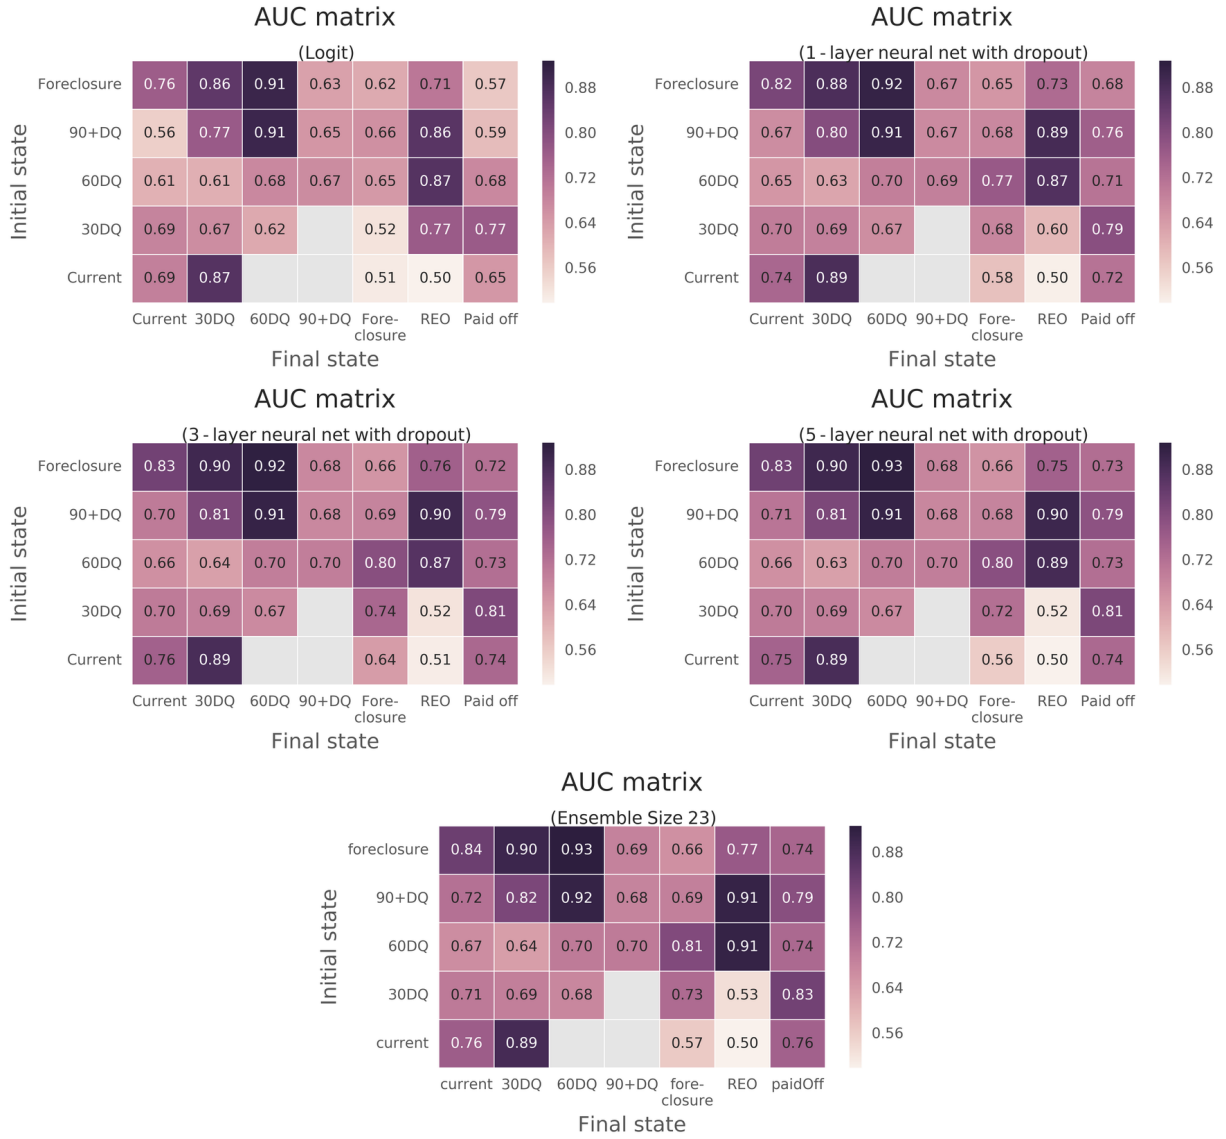 AUC matrix
(Logit)
Initial state
Foreclosure 0.76 0.86 0.91 0.63 0.62 0.71 0.57
90+DQ 0.56 0.77 0.91 0.65 0.66 0.86 0.59
60DQ 0.61 0.61 0.68 0.67 0.65 0.87 0.68
30DQ 0.69 0.67 0.62 0.52 0.77 0.77
Current 0.69 0.87 0.51 0.50 0.65
Current 30DQ 60DQ 90+DQ Fore- REO Paid off
closure
Final state
0.88
0.80
0.72
0.64
0.56
AUC matrix
(1 - layer neural net with dropout)
Initial state
Foreclosure 0.82 0.88 0.92 0.67 0.65 0.73 0.68
90+DQ 0.67 0.80 0.91 0.67 0.68 0.89 0.76
60DQ 0.65 0.63 0.70 0.69 0.77 0.87 0.71
30DQ 0.70 0.69 0.67 0.68 0.60 0.79
Current 0.74 0.89 0.58 0.50 0.72
Current 30DQ 60DQ 90+DQ Fore- REO Paid off
closure
Final state
0.88
0.80
0.72
0.64
0.56
AUC matrix
(3 - layer neural net with dropout)
Initial state
Foreclosure 0.83 0.90 0.92 0.68 0.66 0.76 0.72
90+DQ 0.70 0.81 0.91 0.68 0.69 0.90 0.79
60DQ 0.66 0.64 0.70 0.70 0.80 0.87 0.73
30DQ 0.70 0.69 0.67 0.74 0.52 0.81
Current 0.76 0.89 0.64 0.51 0.74
Current 30DQ 60DQ 90+DQ Fore- REO Paid off
closure
Final state
0.88
0.80
0.72
0.64
0.56
AUC matrix
(5 - layer neural net with dropout)
Initial state
Foreclosure 0.83 0.90 0.93 0.68 0.66 0.75 0.73
90+DQ 0.71 0.81 0.91 0.68 0.68 0.90 0.79
60DQ 0.66 0.63 0.70 0.70 0.80 0.89 0.73
30DQ 0.70 0.69 0.67 0.72 0.52 0.81
Current 0.75 0.89 0.56 0.50 0.74
Current 30DQ 60DQ 90+DQ Fore- REO Paid off
closure
Final state
0.88
0.80
0.72
0.64
0.56
AUC matrix
(Ensemble Size 23)
Initial state
foreclosure 0.84 0.90 0.93 0.69 0.66 0.77 0.74
90+DQ 0.72 0.82 0.92 0.68 0.69 0.91 0.79
60DQ 0.67 0.64 0.70 0.70 0.81 0.91 0.74
30DQ 0.71 0.69 0.68 0.73 0.53 0.83
current 0.76 0.89 0.57 0.50 0.76
current 30DQ 60DQ 90+DQ fore- REO paidOff
closure
Final state
0.88
0.80
0.72
0.64
0.56